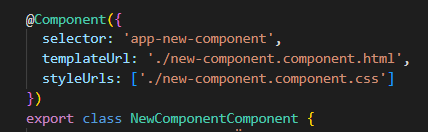 @Component({
  selector: 'app-new-component',
  templateUrl: './new-component.component.html',
  styleUrls: ['./new-component.component.css']
})
export class NewComponentComponent {